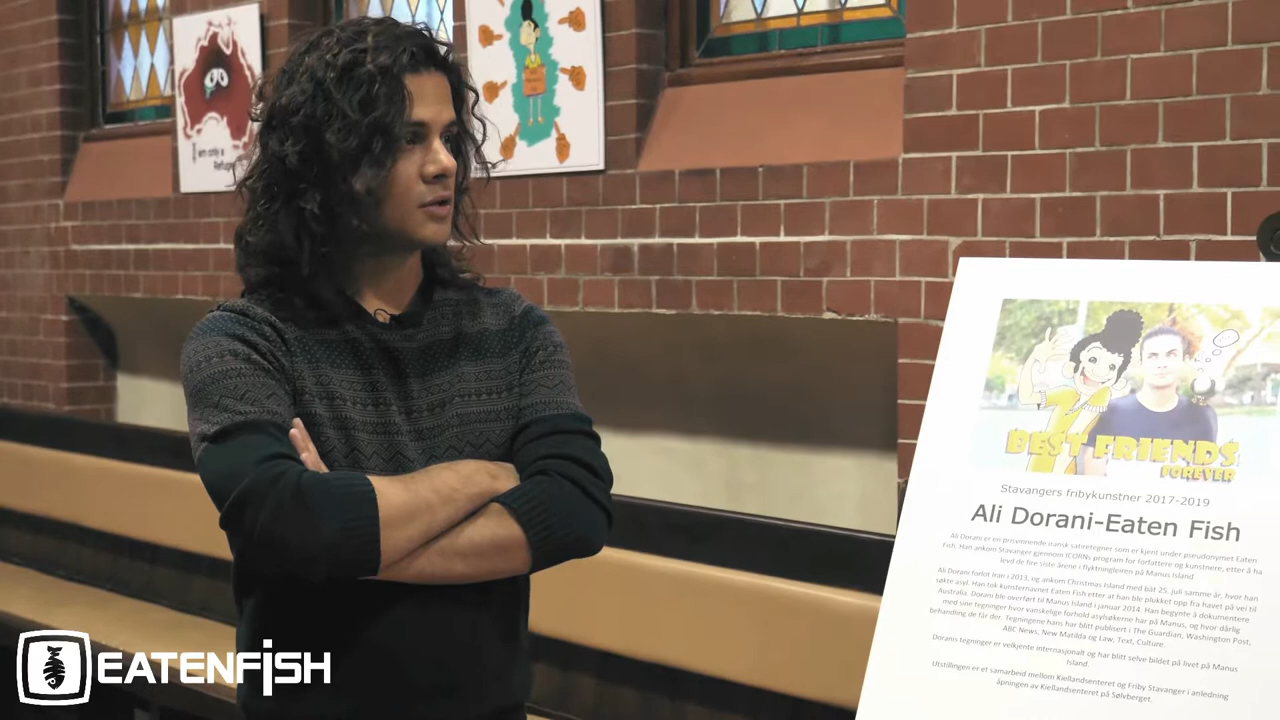 I am only a
Refugee
BEST FRIENDS
FOREVER
Stavangers fribykunstner 2017-2019
Ali Dorani-Eaten Fish
Ali Dorani er en prisvinnende iransk satiretegner som er kjent under pseudonymet Eaten
Fish. Han ankom Stavanger gjennom ICORNs program for forfattere og kunstnere, etter å ha
levd de fire siste årene i flyktningleiren på Manus Island
Ali Dorani forlot Iran i 2013, og ankom Christmas Island med båt 25. juli samme år, hvor han
søkte asyl. Han tok kunsternavnet Eaten Fish etter at han ble plukket opp fra havet på vei til
Australia. Dorani ble overført til Manus Island i januar 2014. Han begynte å dokumentere
med sine tegninger hvor vanskelige forhold asylsøkerne har på Manus, og hvor dårlig
behandling de får der. Tegningene hans har blitt publisert i The Guardian, Washington Post,
ABC News, New Matilda og Law, Text, Culture.
Doranis tegninger er velkjente internasjonalt og har blitt selve bildet på livet på Manus
Island.
Utstillingen er et samarbeid mellom Kiellandsenteret og Friby Stavanger i anledning
åpningen av Kiellandsenteret på Sølvberget.
EATENFISH